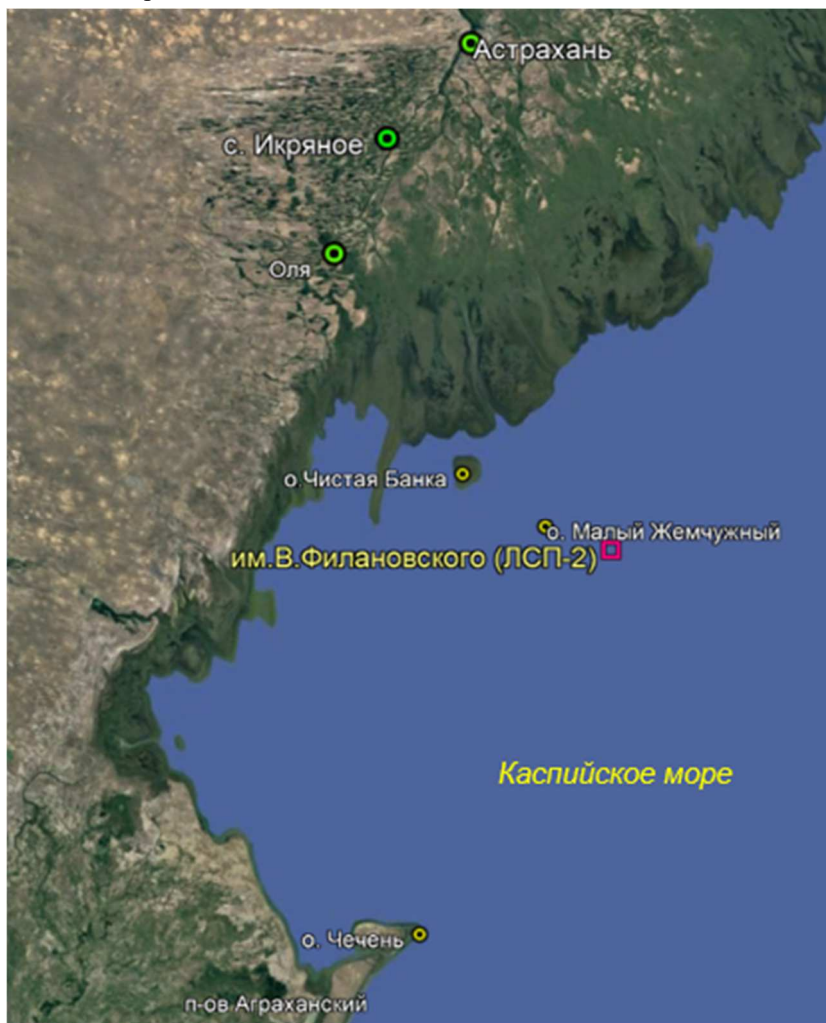 Астрахань
с. Икряное
Оля
о.Чистая Банка
о. Малый Жемчужный
им.В.Филановского (ЛСП-2)
Каспийское море
о. Чечень
п-ов Аграханский